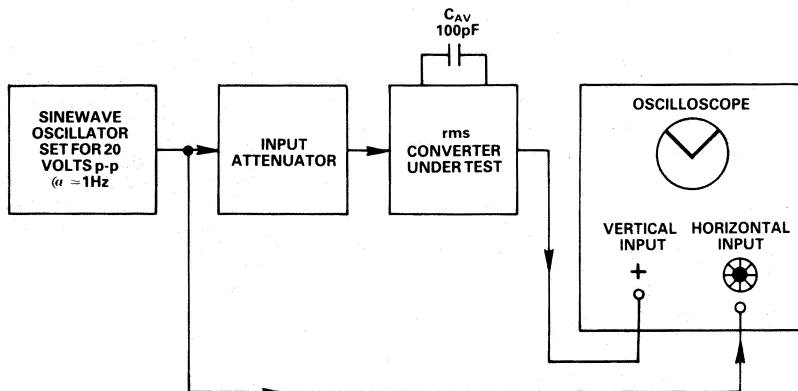 C_AV
100pF
SINEWAVE
OSCILLATOR
SET FOR 20
VOLTS p-p
(a ≈1Hz
INPUT
ATTENUATOR
rms
CONVERTER
UNDER TEST
OSCILLOSCOPE
VERTICAL
INPUT
HORIZONTAL
INPUT
+